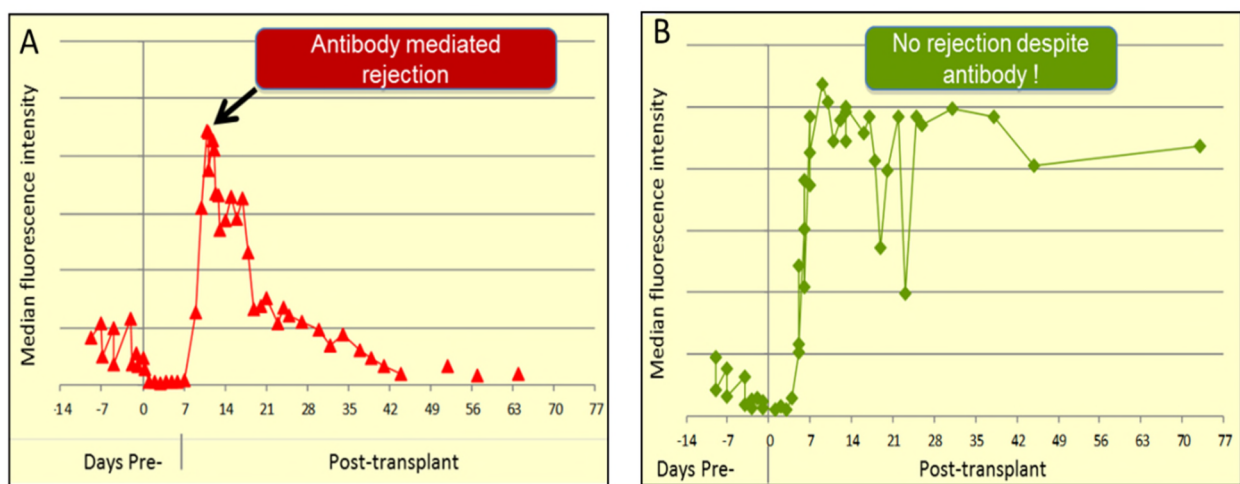 A
Antibody mediated
rejection
Median fluorescence intensity
-14 -7 0 7 14 21 28 35 42 49 56 63 70 77
Days Pre- Post-transplant
B
No rejection despite
antibody !
Median fluorescence intensity
-14 -7 0 7 14 21 28 35 42 49 56 63 70 77
Days Pre- Post-transplant